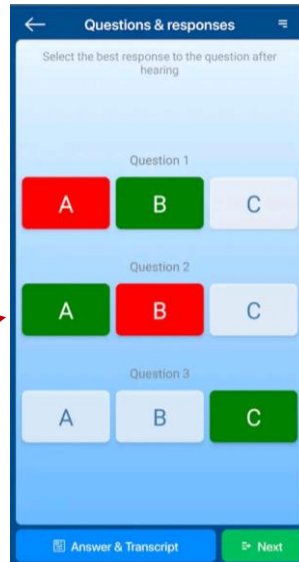 Questions & responses
Select the best response to the question after
hearing
Question 1
A B C
Question 2
A B C
Question 3
A B C
Answer & Transcript Next